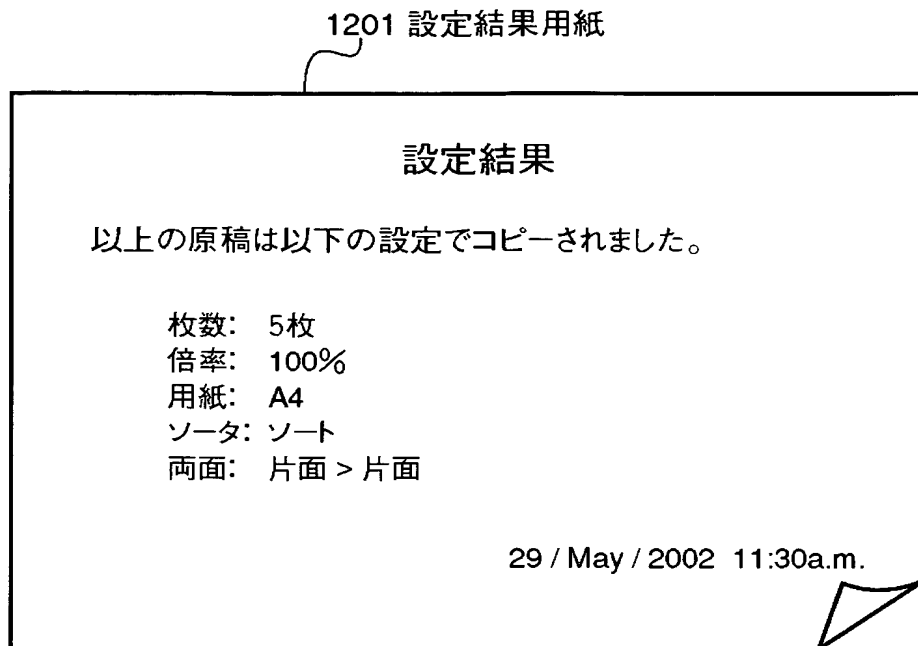 1201 設定結果用紙
設定結果
以上の原稿は以下の設定でコピーされました。
枚数: 5枚
倍率: 100%
用紙: A4
ソータ: ソート
両面: 片面 > 片面
29 / May / 2002 11:30a.m.